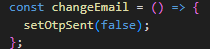 const changeEmail = () => {
  setOtpSent(false);
};